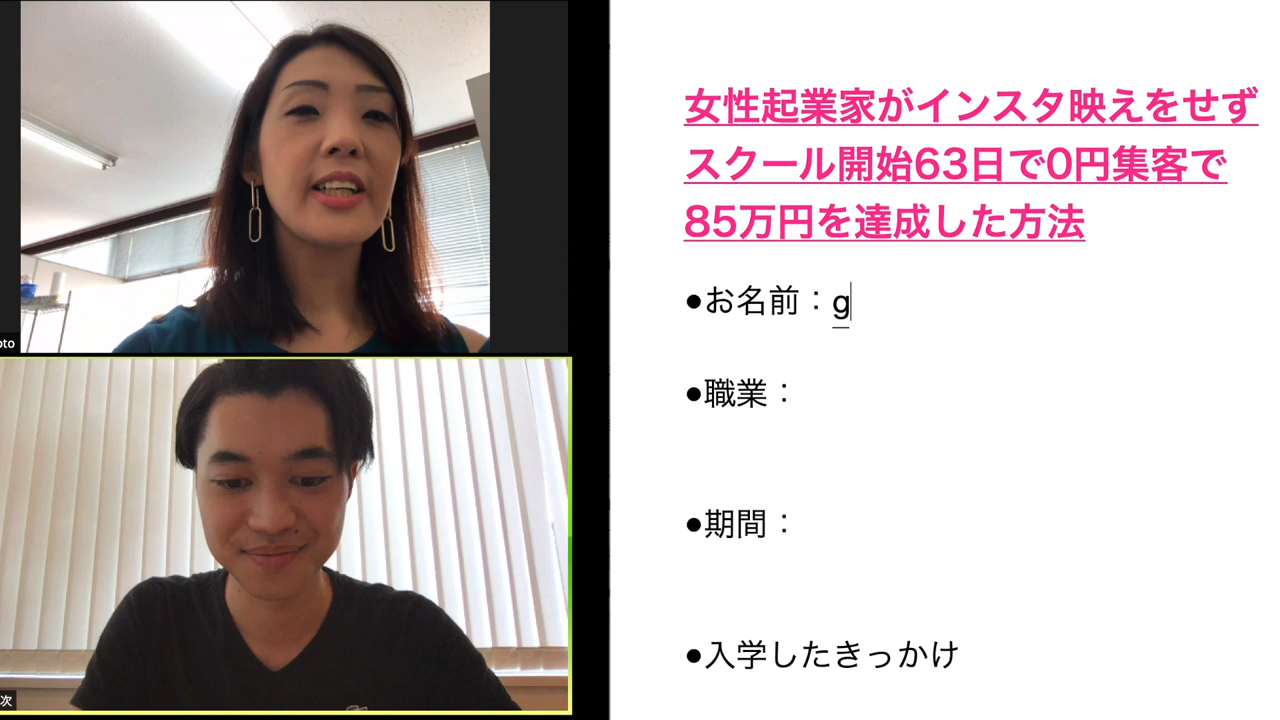 女性起業家がインスタ映えをせず
スクール開始63日で0円集客で
85万円を達成した方法
●お名前：g
●職業：
●期間：
●入学したきっかけ
oto
次